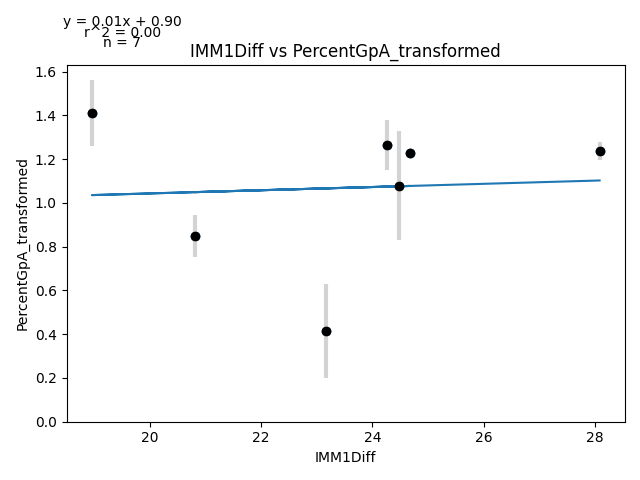 y = 0.01x + 0.90
r^2 = 0.00
n = 7
IMM1Diff vs PercentGpA_transformed
PercentGpA_transformed
1.6
1.4
1.2
1.0
0.8
0.6
0.4
0.2
0.0
20
22
24
26
28
IMM1Diff